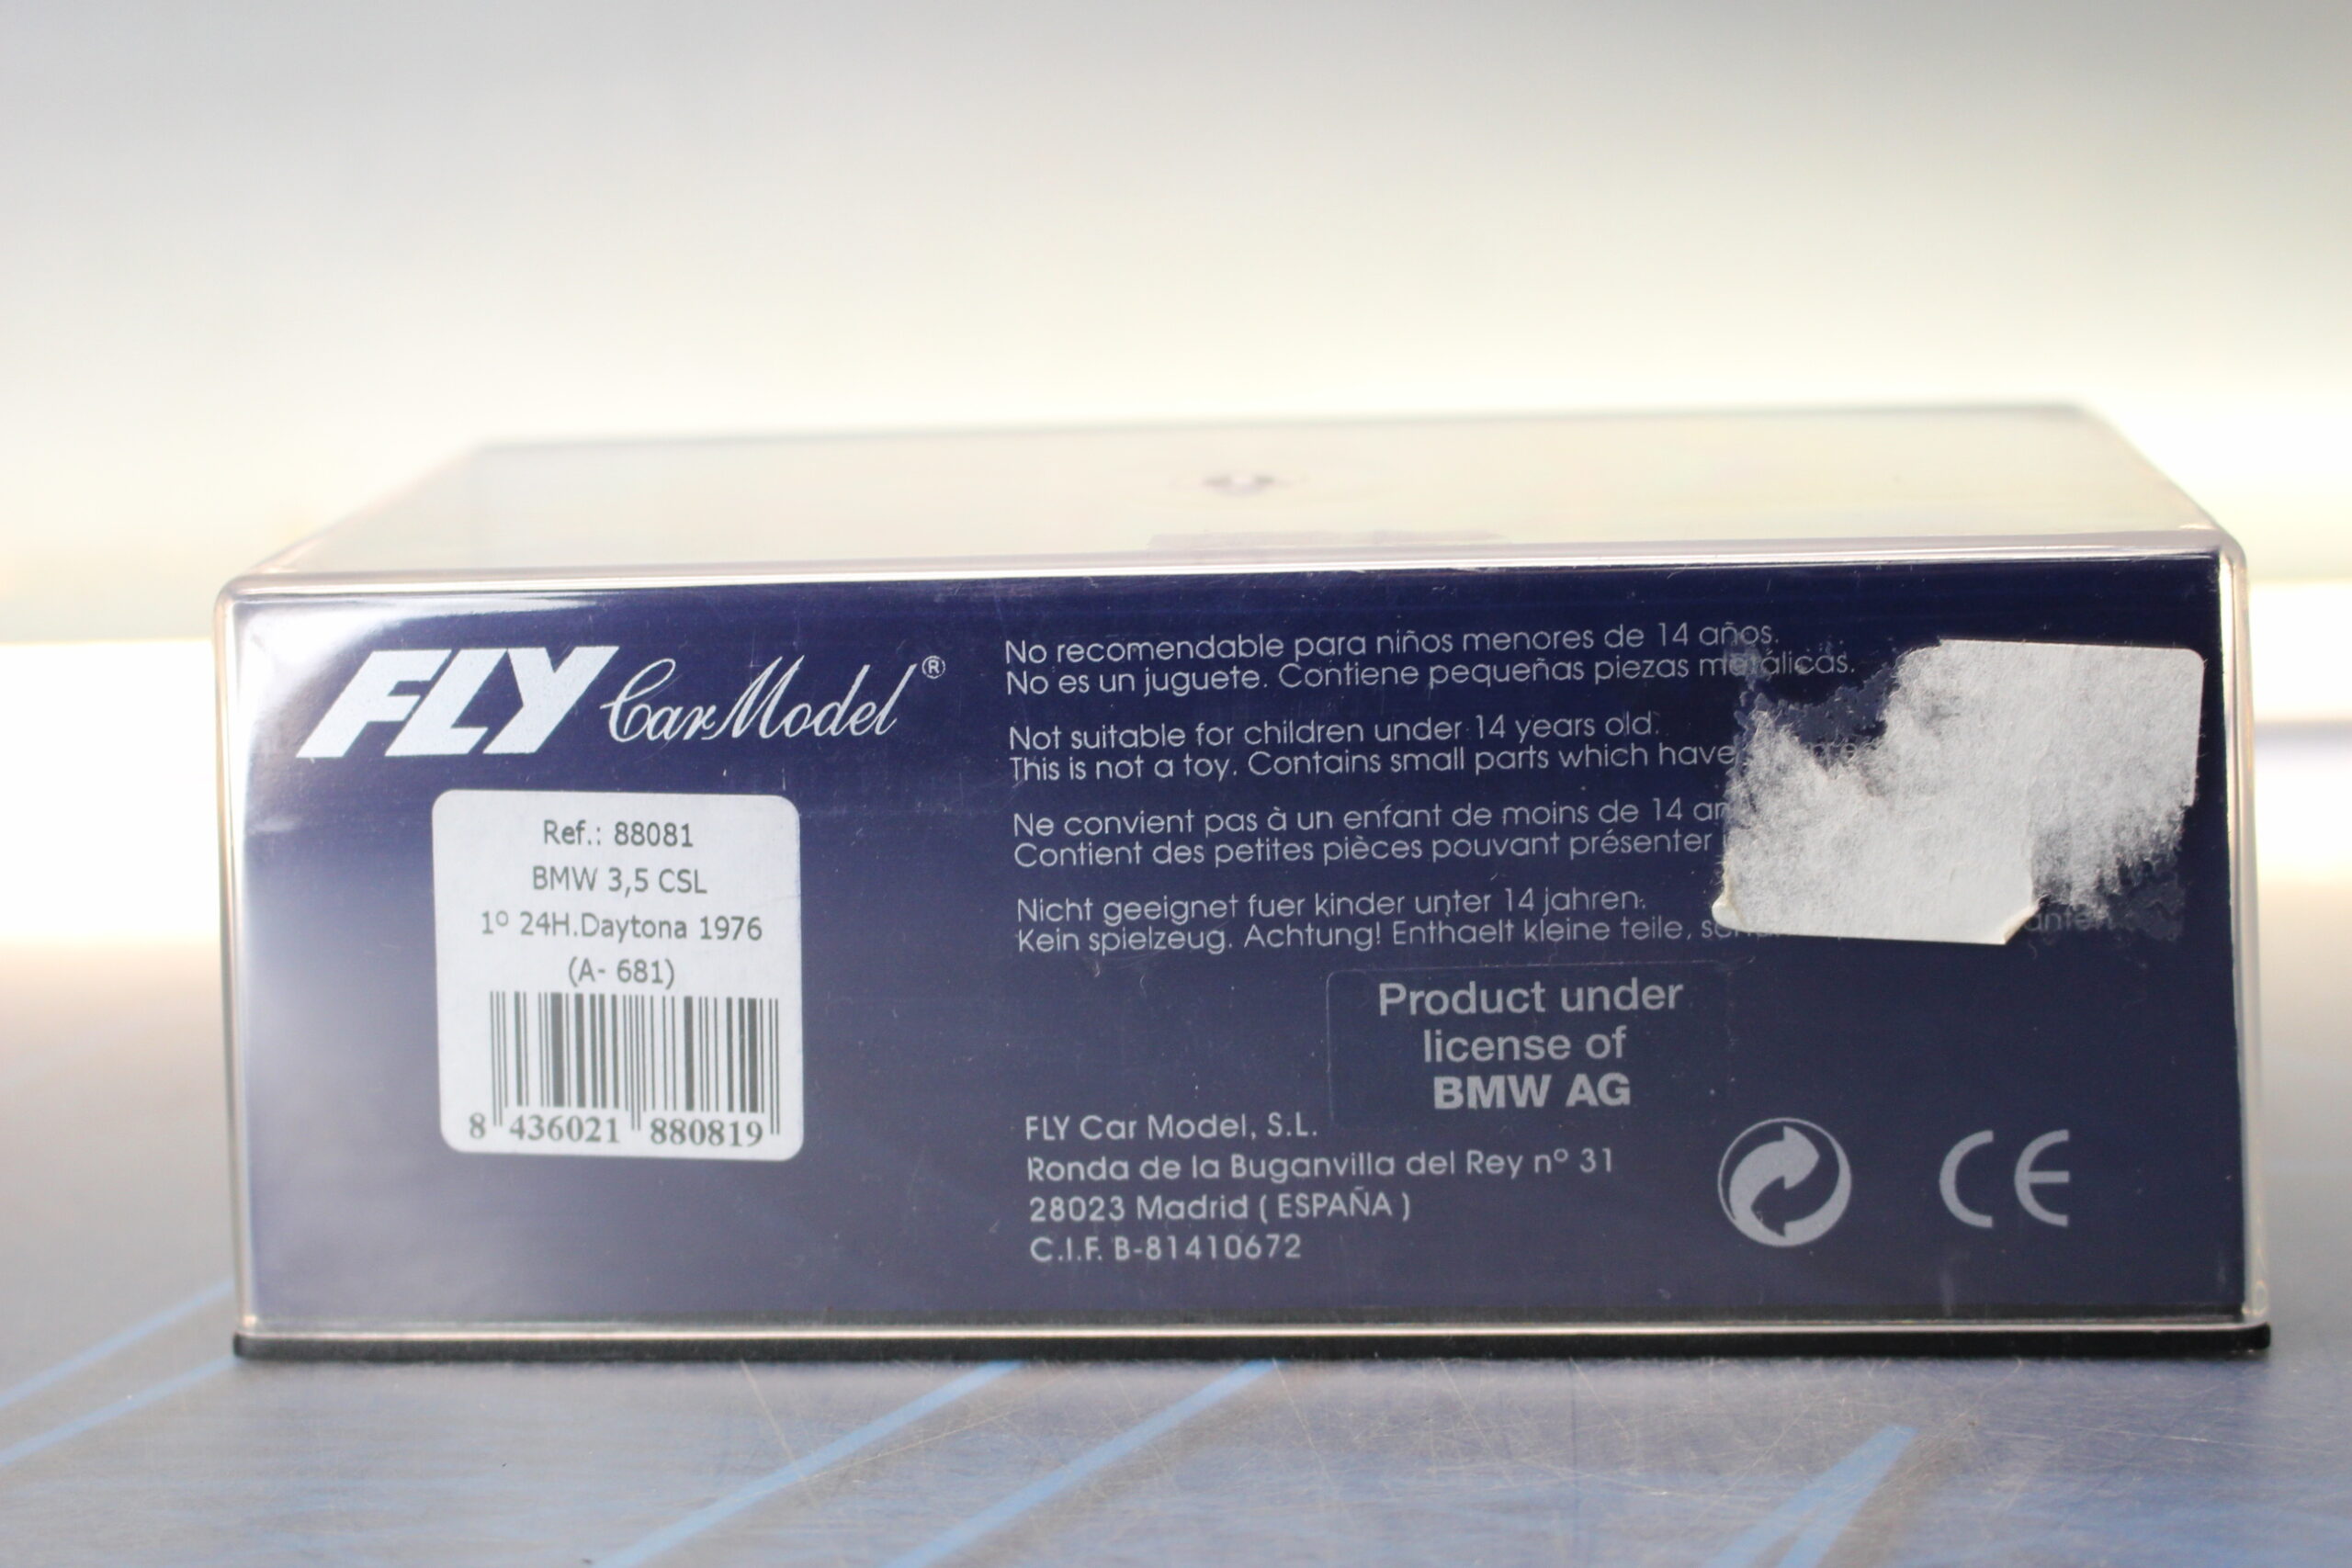 FLY Car Model ®
Ref.: 88081
BMW 3,5 CSL
1º 24H.Daytona 1976
(A- 681)
8 436021 880819
No recomendable para niños menores de 14 años.
No es un juguete. Contiene pequeñas piezas metálicas.
Not suitable for children under 14 years old.
This is not a toy. Contains small parts which have
Ne convient pas à un enfant de moins de 14
Contient des petites pièces pouvant présenter
Nicht geeignet fuer kinder unter 14 jahren.
Kein spielzeug. Achtung! Enthaelt kleine teile,
Product under
license of
BMW AG
FLY Car Model, S.L.
Ronda de la Buganvilla del Rey nº 31
28023 Madrid ( ESPAÑA )
C.I.F. B-81410672
CE